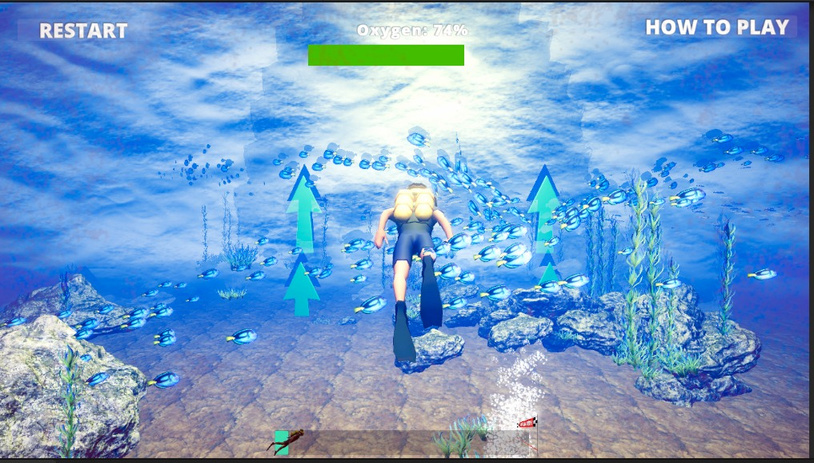 RESTART
Oxygen: 74%
HOW TO PLAY